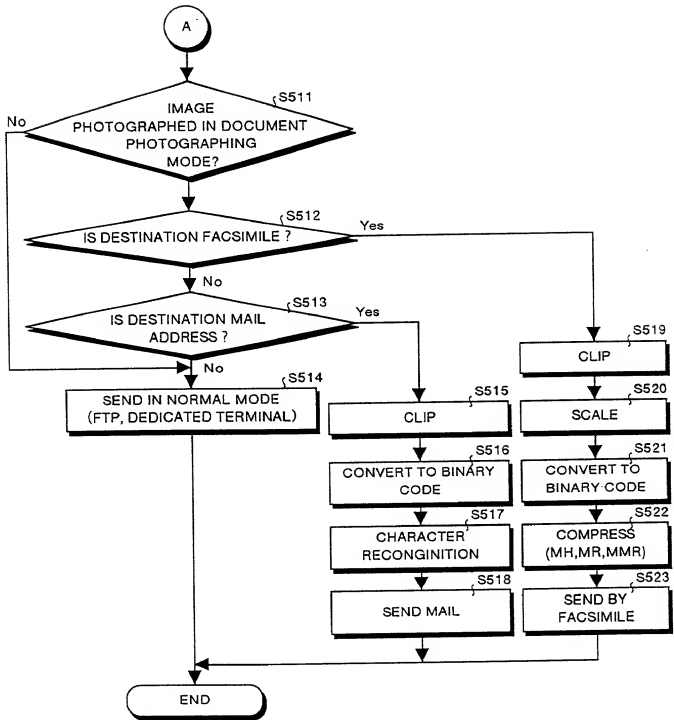 A
S511
IMAGE
PHOTOGRAPHED IN DOCUMENT
PHOTOGRAPHING
MODE?
No
S512
IS DESTINATION FACSIMILE ?
Yes
No
S513
IS DESTINATION MAIL
ADDRESS ?
Yes
No
S514
SEND IN NORMAL MODE
(FTP, DEDICATED TERMINAL)
S515
CLIP
S516
CONVERT TO BINARY
CODE
S517
CHARACTER
RECONGINITION
S518
SEND MAIL
S519
CLIP
S520
SCALE
S521
CONVERT TO
BINARY CODE
S522
COMPRESS
(MH,MR,MMR)
S523
SEND BY
FACSIMILE
END